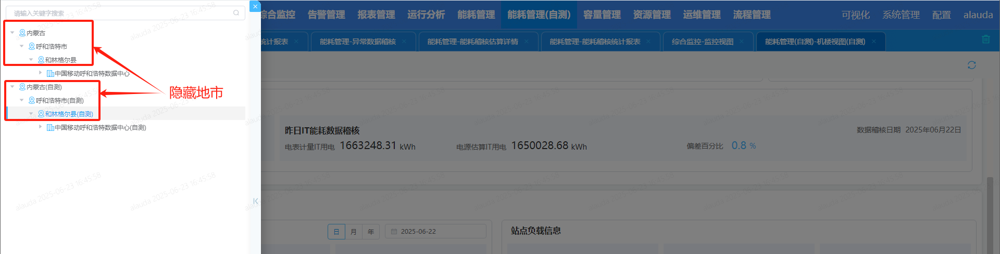 请输入关键字搜索
综合监控 告警管理 报表管理 运行分析 能耗管理 能耗管理(自测) 容量管理 资源管理 运维管理 流程管理 可视化 系统管理 配置 alauda
统计报表 能耗管理-异常数据稽核 能耗管理-能耗稽核估算详情 能耗管理-能耗稽核统计报表 综合监控-监控视图 能耗管理(自测)-机楼视图(自测)
内蒙古
呼和浩特市
和林格尔县
中国移动呼和浩特数据中心
内蒙古(自测)
呼和浩特市(自测)
和林格尔县(自测)
中国移动呼和浩特数据中心(自测)
隐藏地市
昨日IT能耗数据稽核
数据稽核日期 2025年06月22日
电表计量IT用电 1663248.31 kWh 电源估算IT用电 1650028.68 kWh 偏差百分比 0.8 %
日 月 年 2025-06-22
站点负载信息
alauda 2025-06-23 16:45:58